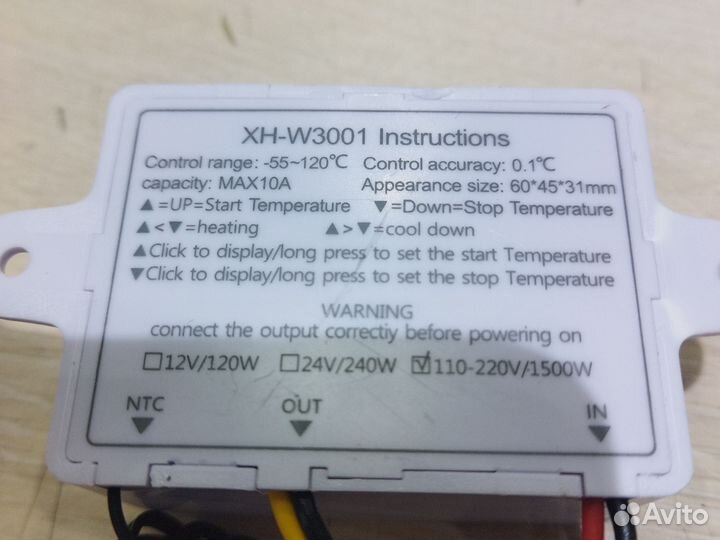 XH-W3001 Instructions
Control range: -55~120℃ Control accuracy: 0.1℃
capacity: MAX10A Appearance size: 60*45*31mm
▲=UP=Start Temperature ▼=Down=Stop Temperature
▲<▼=heating ▲>▼=cool down
▲Click to display/long press to set the start Temperature
▼Click to display/long press to set the stop Temperature
WARNING
connect the output correctiy before powering on
☐12V/120W ☐24V/240W ☑110-220V/1500W
NTC OUT IN
▼ ▼ ▼
Avito